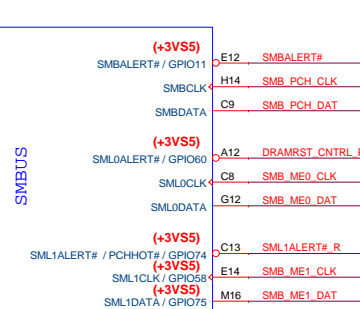 (+3VS5)
SMBALERT# / GPIO11 E12 SMBALERT#
SMBCLK H14 SMB_PCH_CLK
SMBDATA C9 SMB_PCH_DAT
(+3VS5)
SML0ALERT# / GPIO60 A12 DRAMRST_CNTRL_
SML0CLK C8 SMB_ME0_CLK
SML0DATA G12 SMB_ME0_DAT
(+3VS5)
SML1ALERT# / PCHHOT# / GPIO74 C13 SML1ALERT#_R
(+3VS5)
SML1CLK / GPIO58 E14 SMB_ME1_CLK
(+3VS5)
SML1DATA / GPIO75 M16 SMB_ME1_DAT
SMBUS